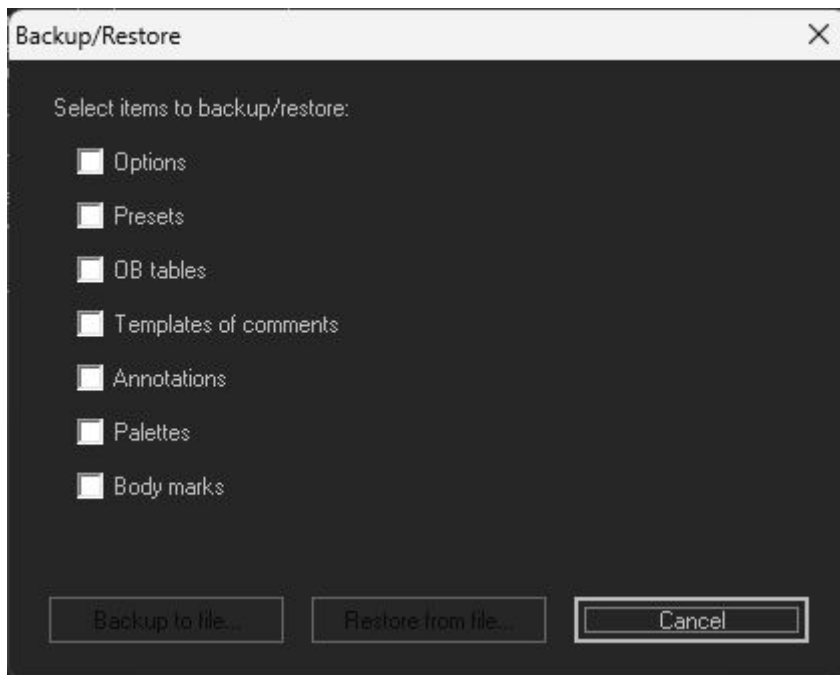 Backup/Restore
Select items to backup/restore:
Options
Presets
OB tables
Templates of comments
Annotations
Palettes
Body marks
Backup to file...
Restore from file...
Cancel